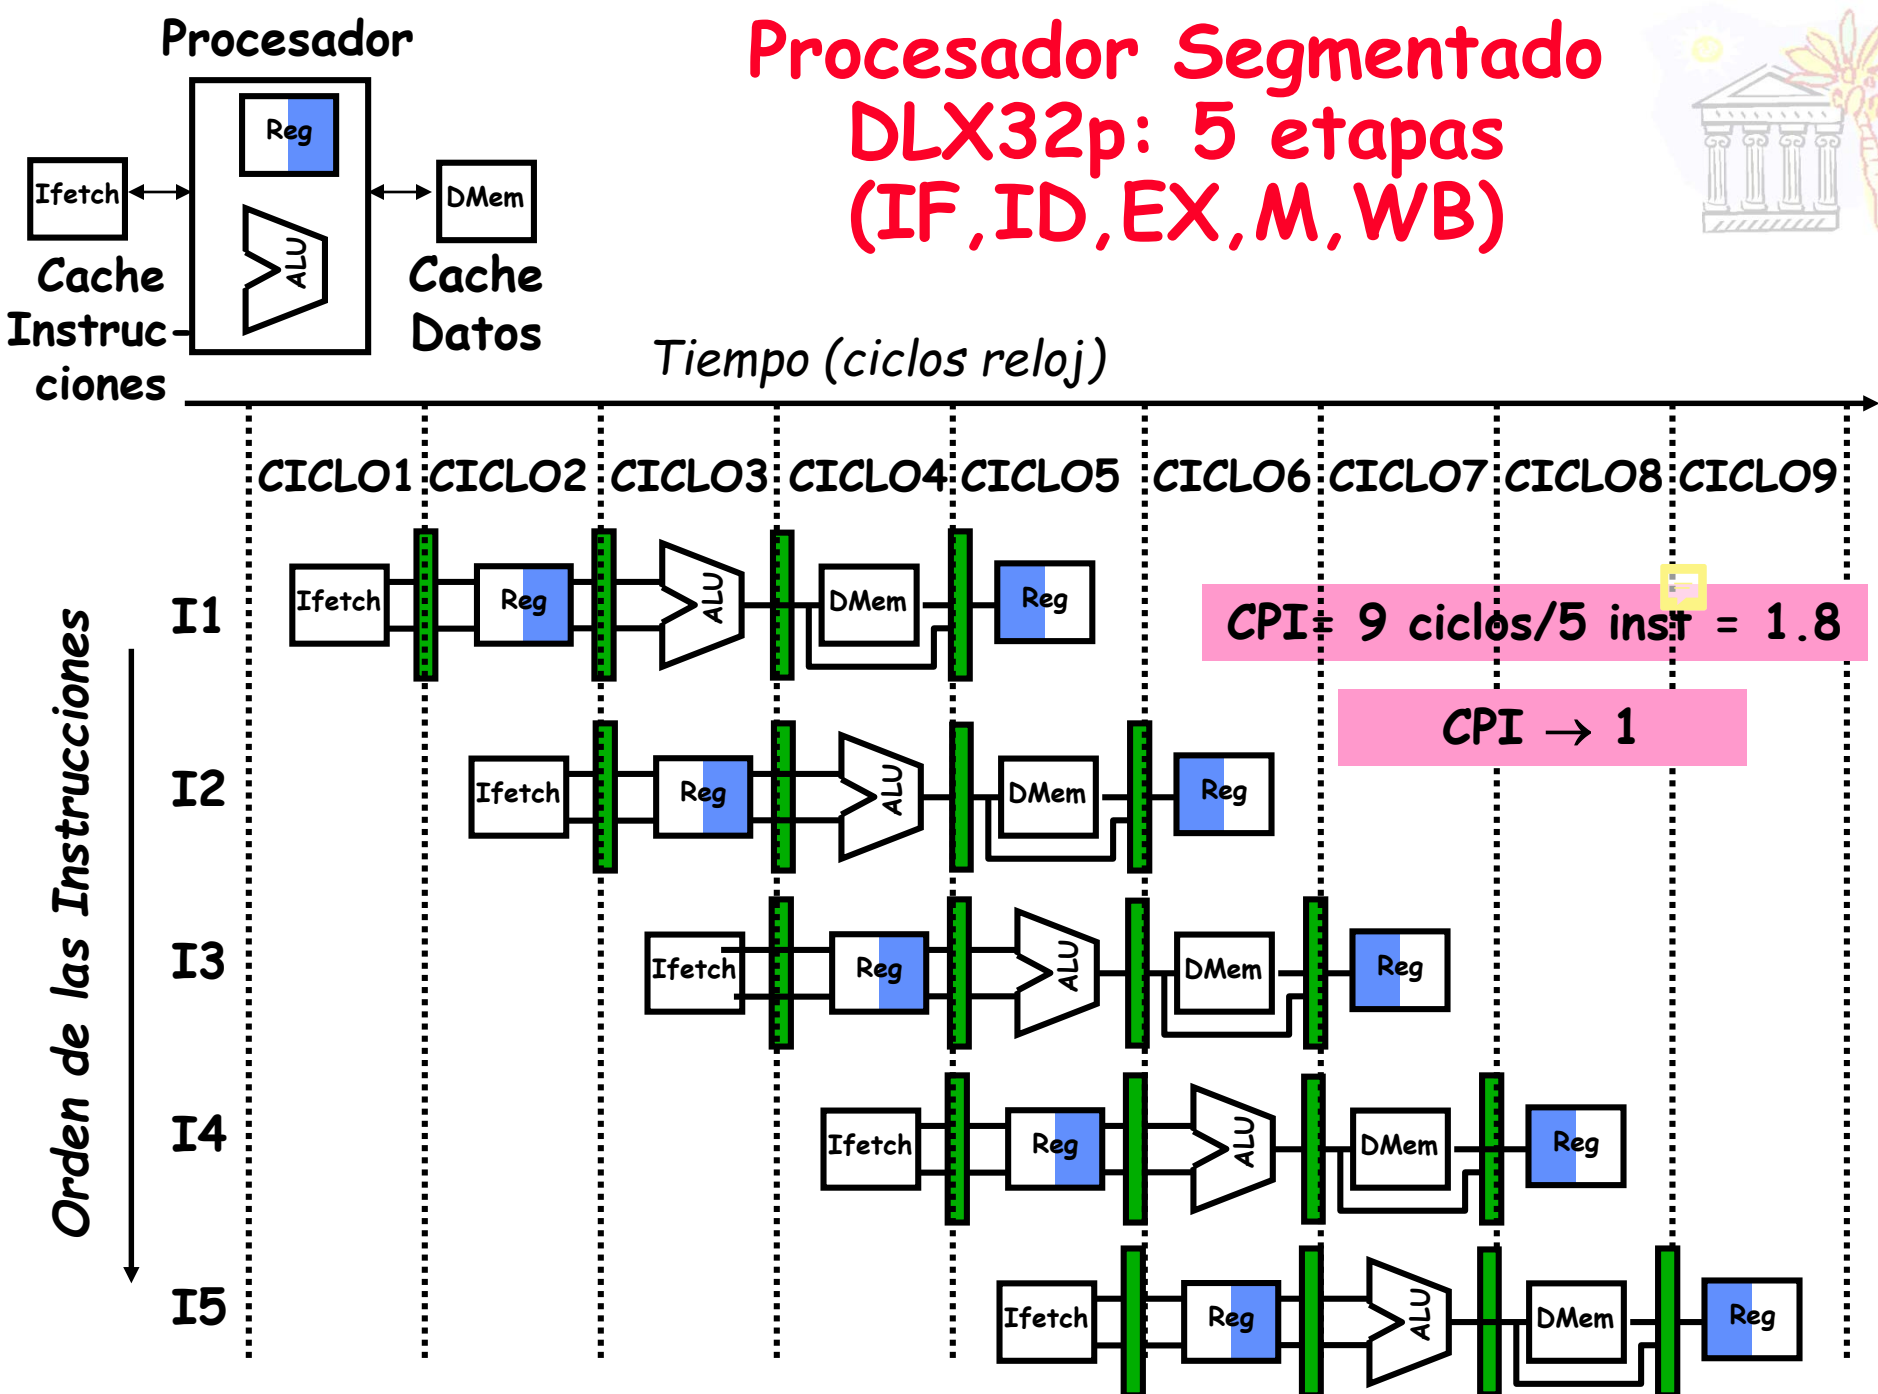 Procesador
Procesador Segmentado
DLX32p: 5 etapas
(IF,ID,EX,M,WB)
Reg
Ifetch
DMem
ALU
Cache
Instruc-
ciones
Cache
Datos
Tiempo (ciclos reloj)
CICLO1 CICLO2 CICLO3 CICLO4 CICLO5 CICLO6 CICLO7 CICLO8 CICLO9
Orden de las Instrucciones
I1 Ifetch Reg ALU DMem Reg
CPI= 9 ciclos/5 inst = 1.8
CPI → 1
I2 Ifetch Reg ALU DMem Reg
I3 Ifetch Reg ALU DMem Reg
I4 Ifetch Reg ALU DMem Reg
I5 Ifetch Reg ALU DMem Reg